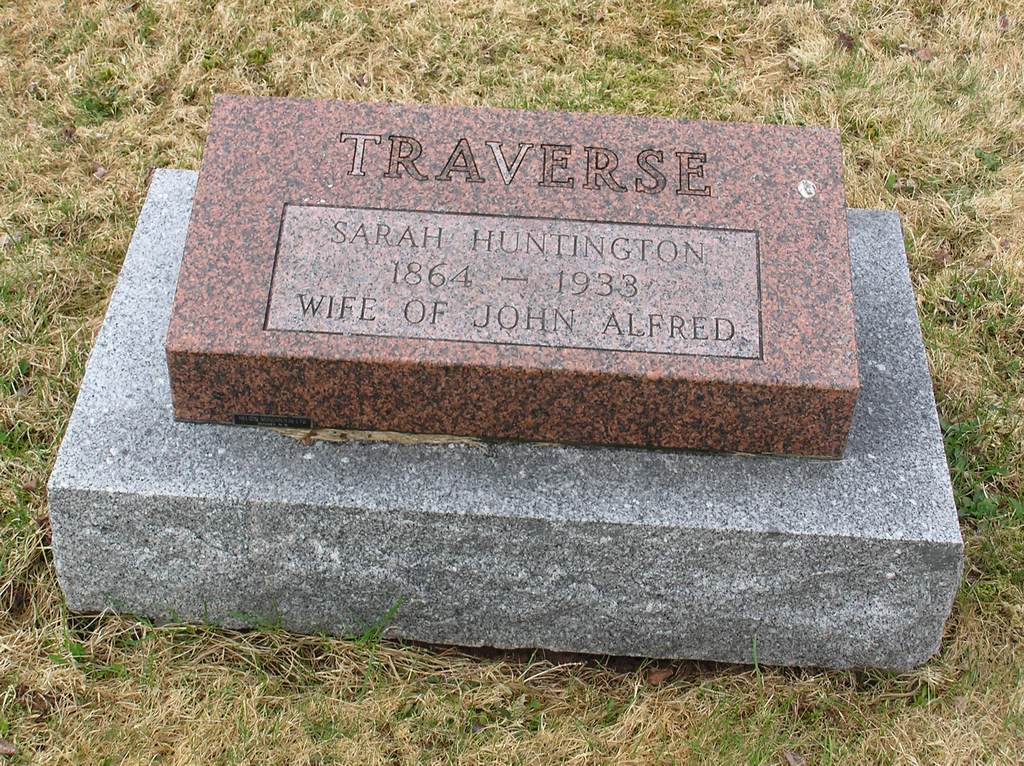 TRAVERSE
SARAH HUNTINGTON
1864 — 1933
WIFE OF JOHN ALFRED